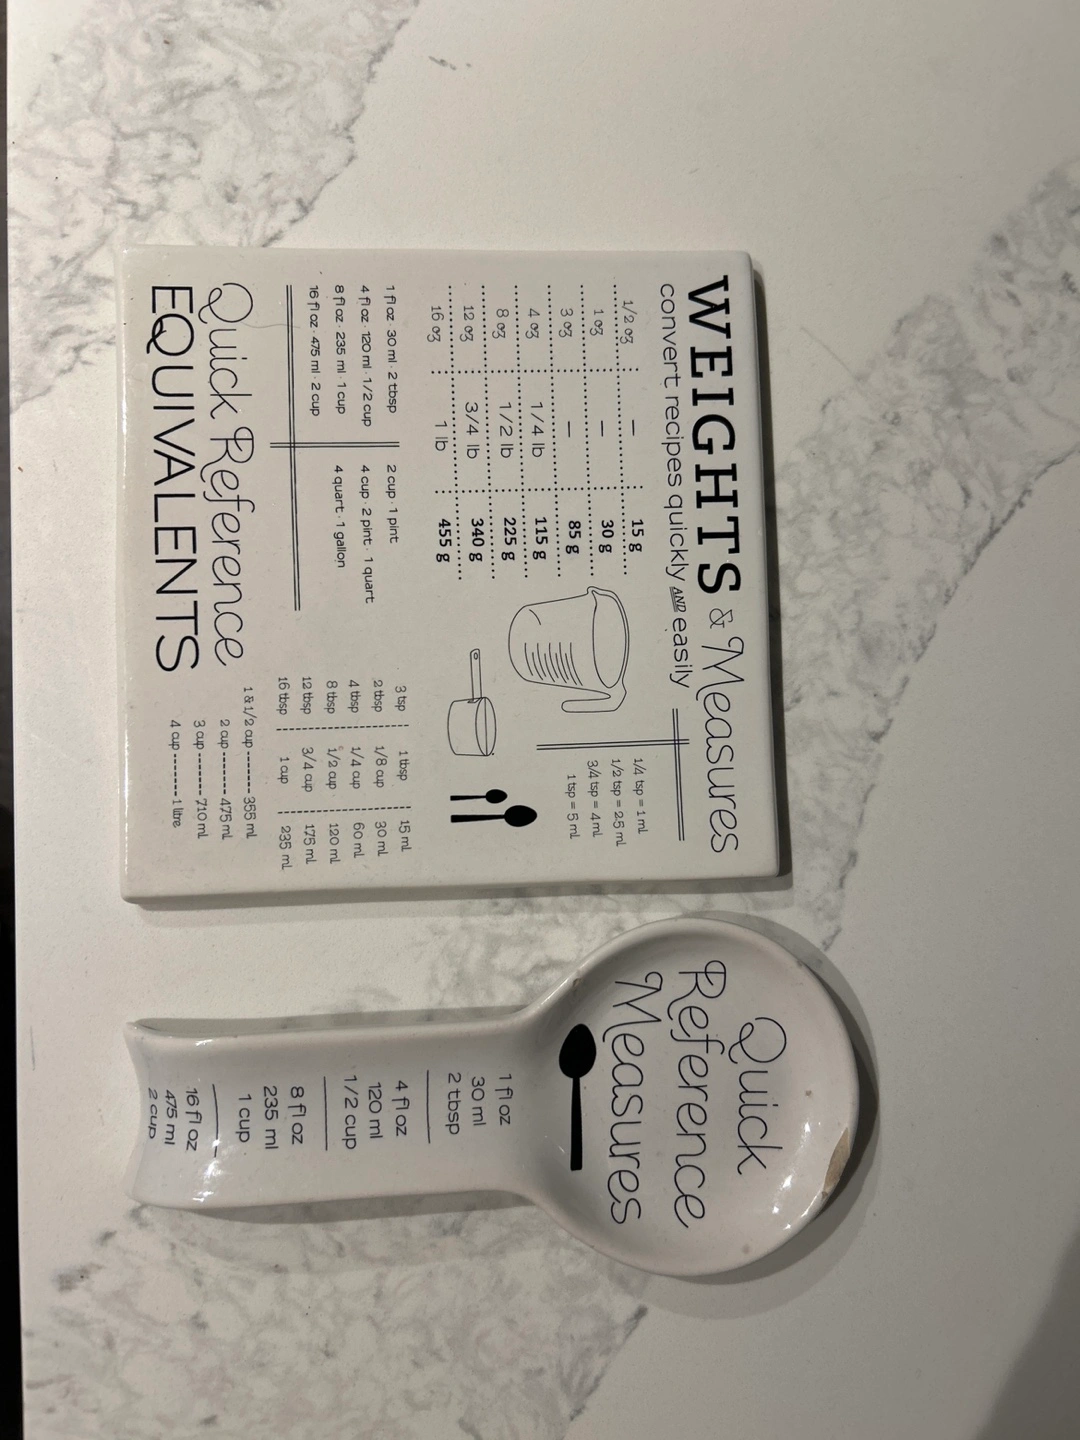 WEIGHTS & Measures
convert recipes quickly AND easily
1/2 oz — 15 g
1 oz — 30 g
3 oz — 85 g
4 oz 1/4 lb 115 g
8 oz 1/2 lb 225 g
12 oz 3/4 lb 340 g
16 oz 1 lb 455 g
1/4 tsp = 1 ml
1/2 tsp = 2.5 ml
3/4 tsp = 4 ml
1 tsp = 5 ml
1 fl oz · 30 ml · 2 tbsp
4 fl oz · 120 ml · 1/2 cup
8 fl oz · 235 ml · 1 cup
16 fl oz · 475 ml · 2 cup
2 cup · 1 pint
4 cup · 2 pint · 1 quart
4 quart · 1 gallon
3 tsp 1 tbsp 15 mL
2 tbsp 1/8 cup 30 mL
4 tbsp 1/4 cup 60 mL
8 tbsp 1/2 cup 120 mL
12 tbsp 3/4 cup 175 mL
16 tbsp 1 cup 235 mL
Quick Reference
EQUIVALENTS
1 & 1/2 cup --------- 355 mL
2 cup --------- 475 mL
3 cup --------- 710 mL
4 cup --------- 1 litre
Quick
Reference
Measures
1 fl oz
30 ml
2 tbsp
4 fl oz
120 ml
1/2 cup
8 fl oz
235 ml
1 cup
16 fl oz
475 ml
2 cup